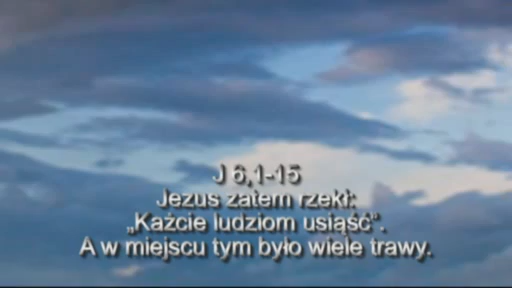 J 6,1-15
Jezus zatem rzekł:
„Każcie ludziom usiąść”.
A w miejscu tym było wiele trawy.